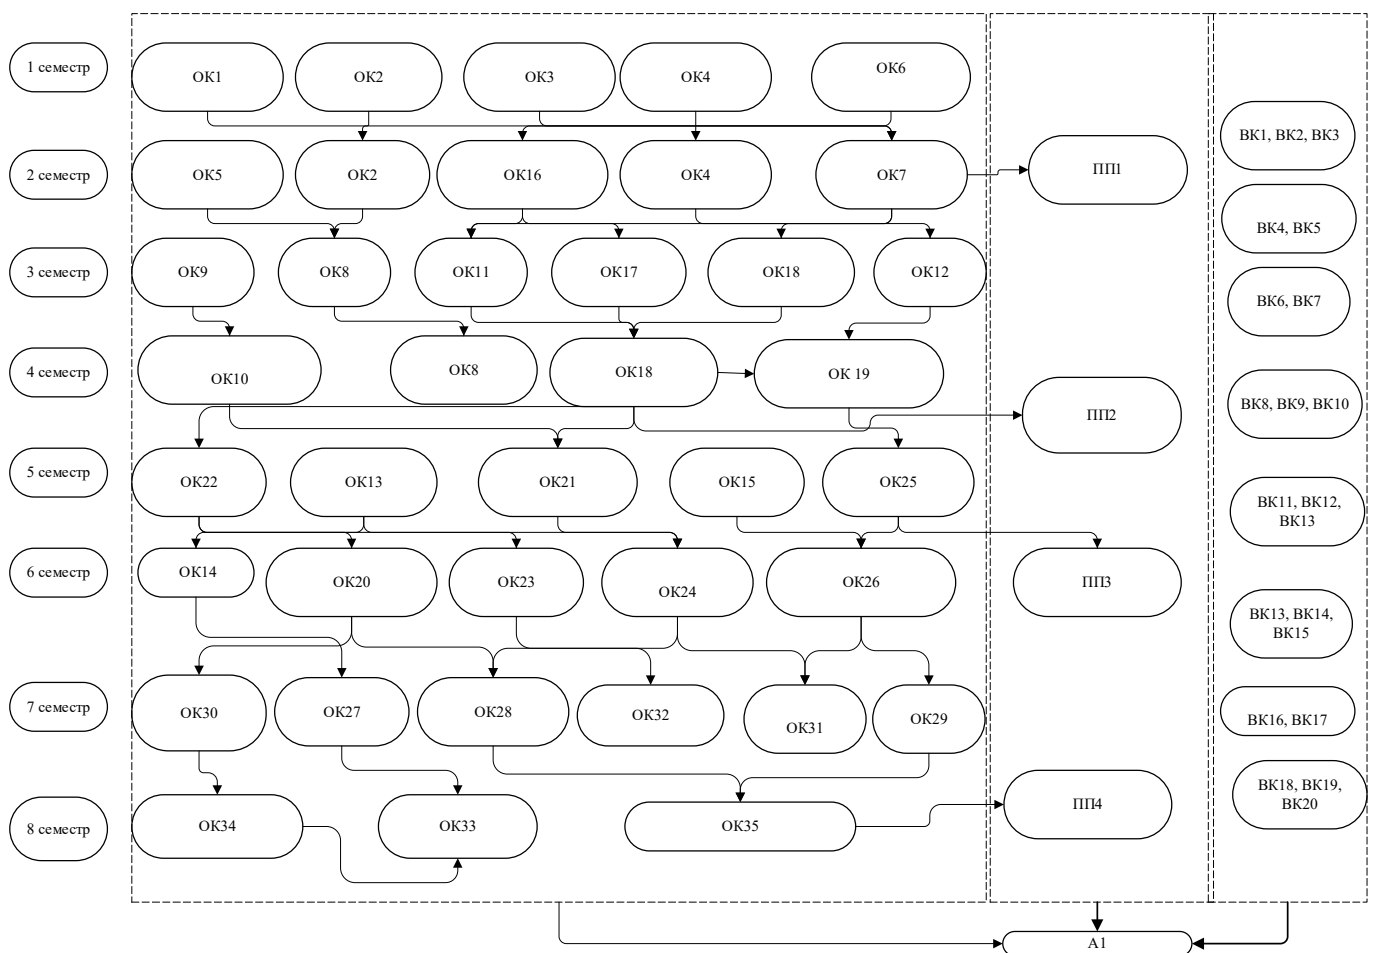 1 семестр
ОК1
ОК2
ОК3
ОК4
ОК6
ВК1, ВК2, ВК3
2 семестр
ОК5
ОК2
ОК16
ОК4
ОК7
ПП1
ВК4, ВК5
3 семестр
ОК9
ОК8
ОК11
ОК17
ОК18
ОК12
ВК6, ВК7
4 семестр
ОК10
ОК8
ОК18
ОК 19
ПП2
ВК8, ВК9, ВК10
5 семестр
ОК22
ОК13
ОК21
ОК15
ОК25
ВК11, ВК12,
ВК13
6 семестр
ОК14
ОК20
ОК23
ОК24
ОК26
ПП3
ВК13, ВК14,
ВК15
7 семестр
ОК30
ОК27
ОК28
ОК32
ОК31
ОК29
ВК16, ВК17
8 семестр
ОК34
ОК33
ОК35
ПП4
ВК18, ВК19,
ВК20
А1